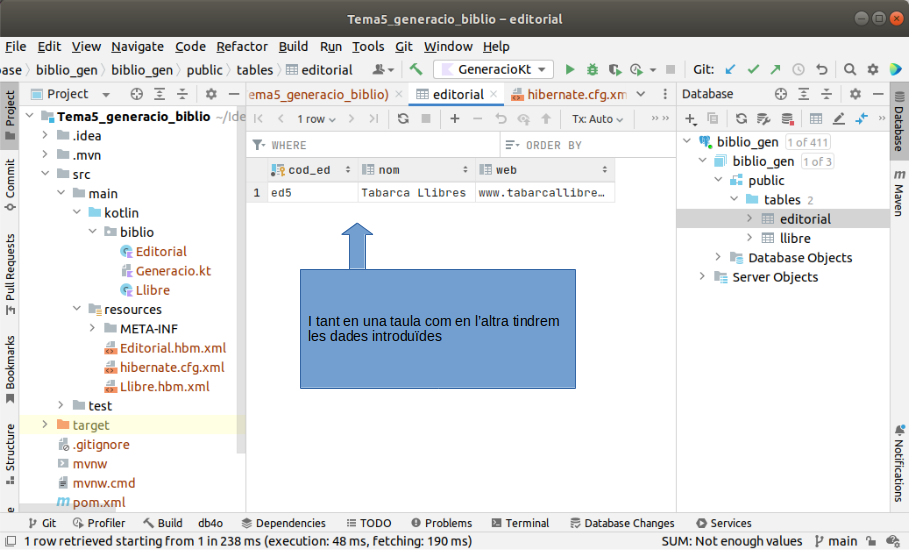 Tema5_generacio_biblio – editorial
File Edit View Navigate Code Refactor Build Run Tools Git Window Help
base biblio_gen biblio_gen public tables editorial GeneracioKt Git:
Project
Project
ema5_generacio_biblio) editorial hibernate.cfg.xm
Database
Tema5_generacio_biblio ~/Ide
.idea
.mvn
src
main
kotlin
biblio
Editorial
Generacio.kt
Llibre
resources
META-INF
Editorial.hbm.xml
hibernate.cfg.xml
Llibre.hbm.xml
test
target
.gitignore
mvnw
mvnw.cmd
pom.xml
Commit
Pull Requests
Bookmarks
Structure
1 row Tx: Auto
WHERE ORDER BY
cod_ed nom web
1 ed5 Tabarca Llibres www.tabarcallibre…
I tant en una taula com en l'altra tindrem
les dades introduïdes
biblio_gen 1 of 411
biblio_gen 1 of 3
public
tables 2
editorial
llibre
Database Objects
Server Objects
Database
Maven
Notifications
Git Profiler Build db4o Dependencies TODO Problems Terminal Database Changes Services
1 row retrieved starting from 1 in 238 ms (execution: 48 ms, fetching: 190 ms) SUM: Not enough values main